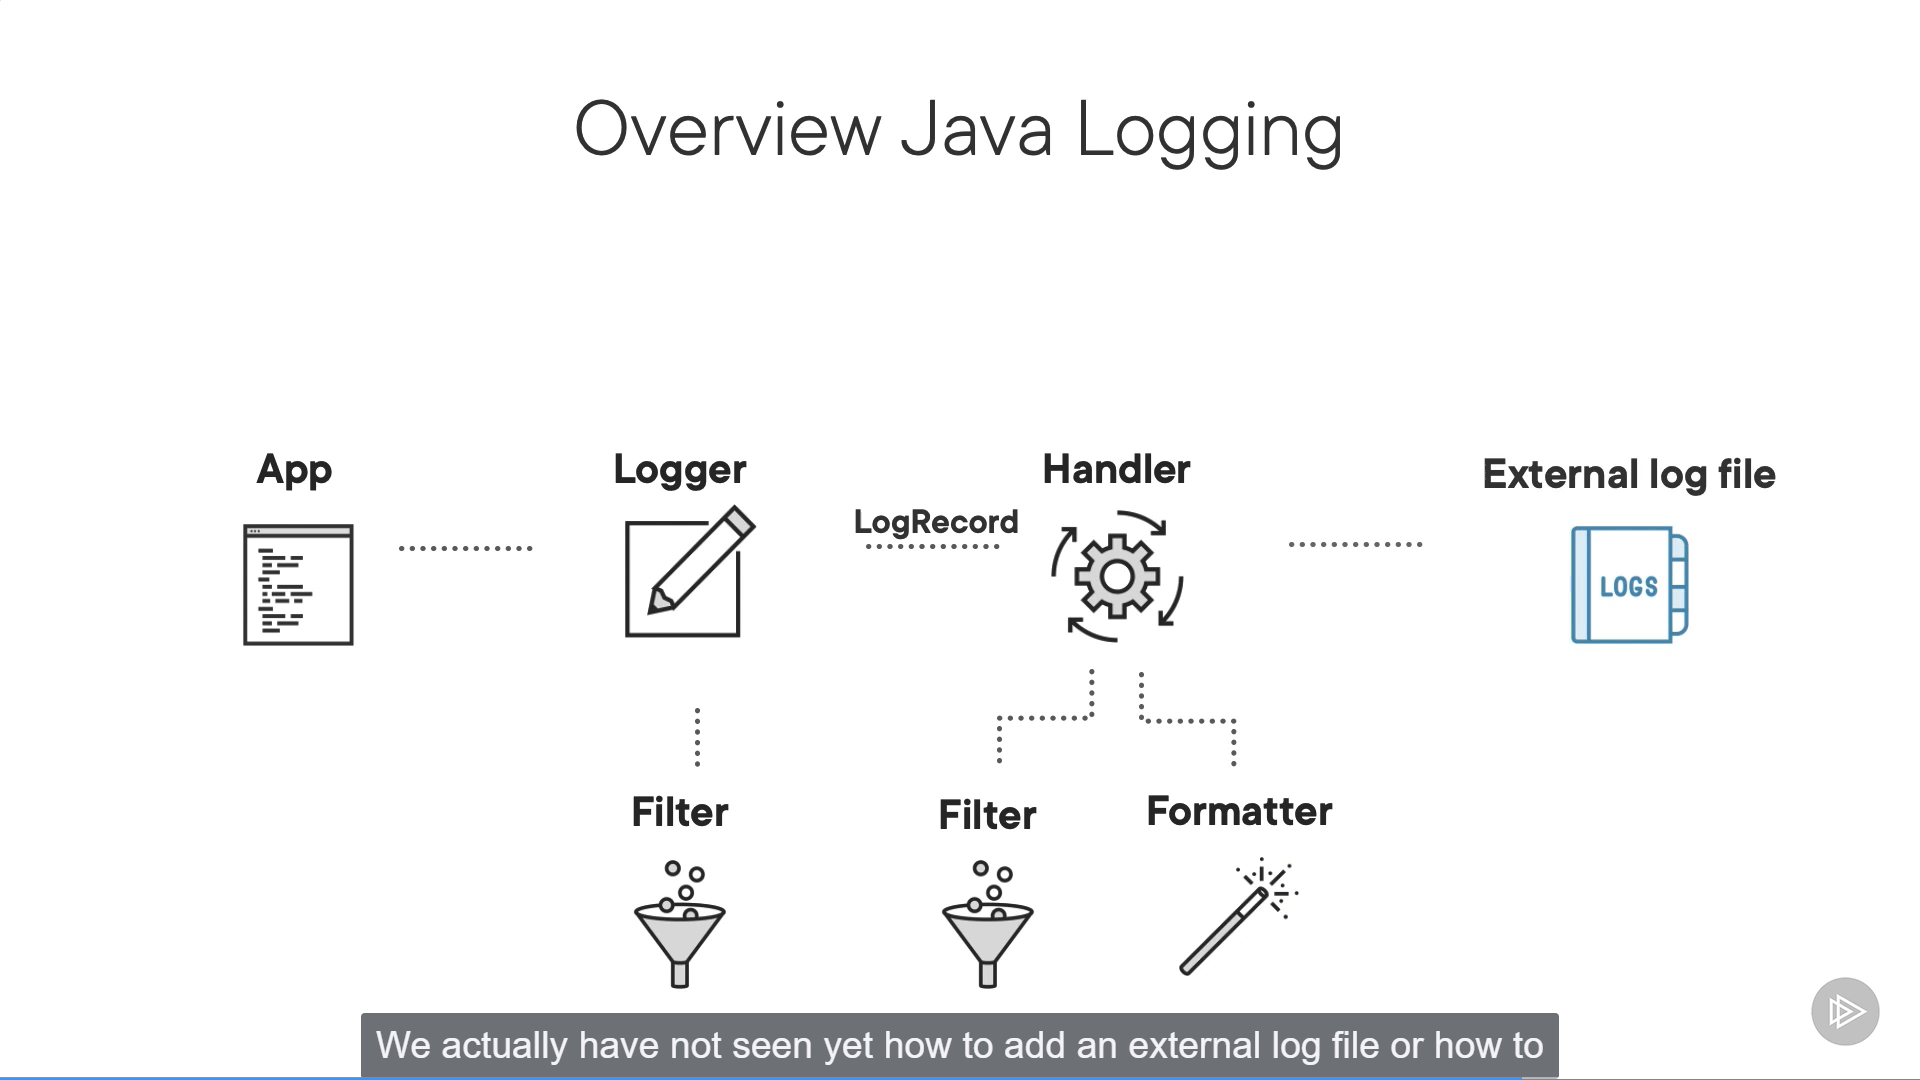 Overview Java Logging
App
Logger
LogRecord
Handler
External log file
LOGS
Filter
Filter
Formatter
We actually have not seen yet how to add an external log file or how to